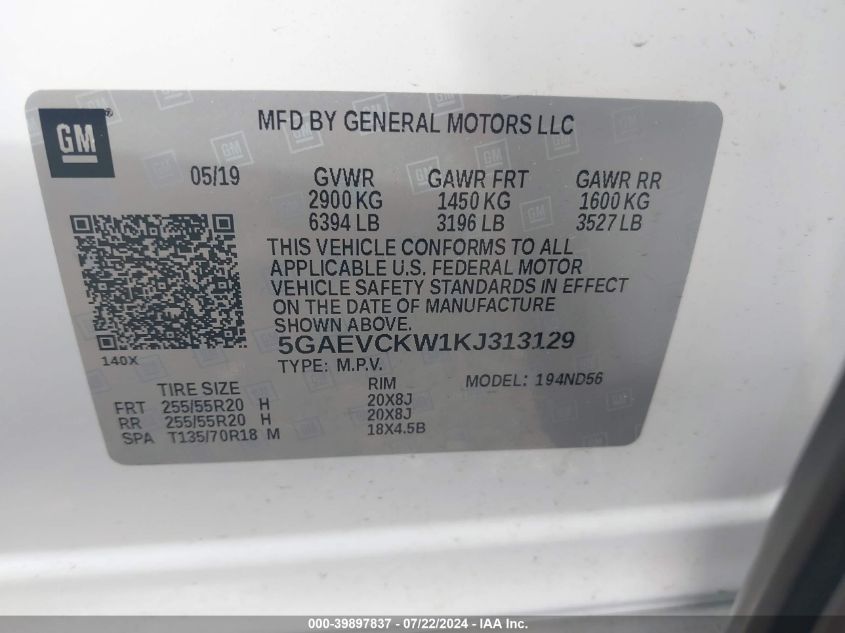 GM
®
MFD BY GENERAL MOTORS LLC
05/19 GVWR GAWR FRT GAWR RR
2900 KG 1450 KG 1600 KG
6394 LB 3196 LB 3527 LB
THIS VEHICLE CONFORMS TO ALL
APPLICABLE U.S. FEDERAL MOTOR
VEHICLE SAFETY STANDARDS IN EFFECT
ON THE DATE OF MANUFACTURE
SHOWN ABOVE.
140X
5GAEVCKW1KJ313129
TYPE: M.P.V. MODEL: 194ND56
TIRE SIZE RIM
FRT 255/55R20 H 20X8J
RR 255/55R20 H 20X8J
SPA T135/70R18 M 18X4.5B
000-39897837 - 07/22/2024 - IAA Inc.